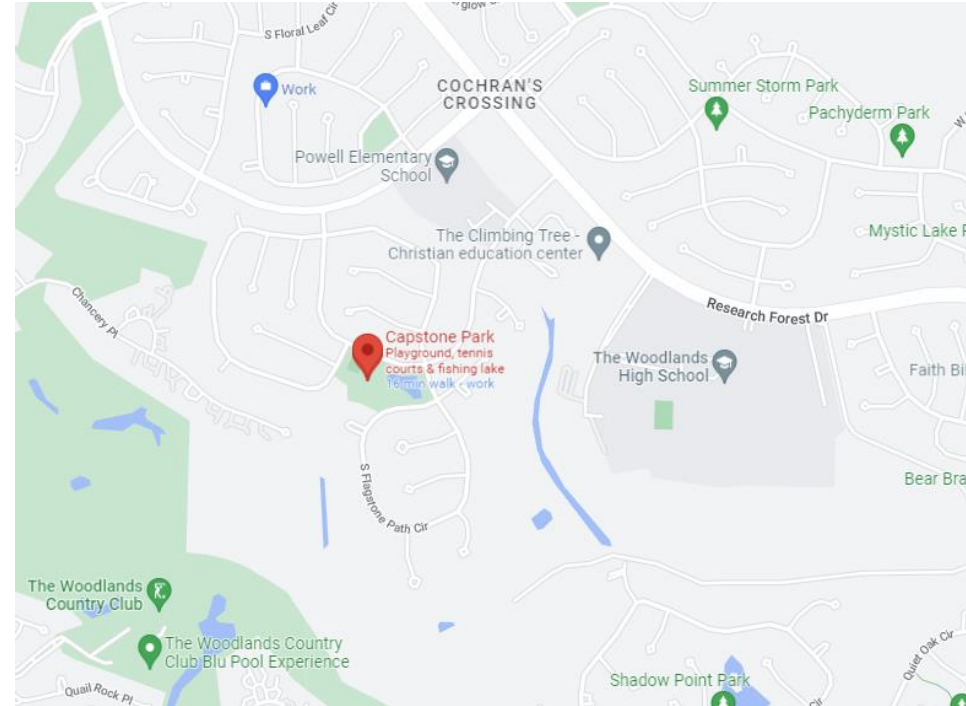 S Floral Leaf Cir
Work
COCHRAN'S
CROSSING
Summer Storm Park
Pachyderm Park
Powell Elementary
School
The Climbing Tree -
Christian education center
Mystic Lake
Chancery Pl
Research Forest Dr
Capstone Park
Playground, tennis
courts & fishing lake
16 min walk - work
The Woodlands
High School
Faith
Bear
S Flagstone Path Cir
The Woodlands
Country Club
The Woodlands Country
Club Blu Pool Experience
Quail Rock Pl
Shadow Point Park
Cir
Quiet Oak Cir